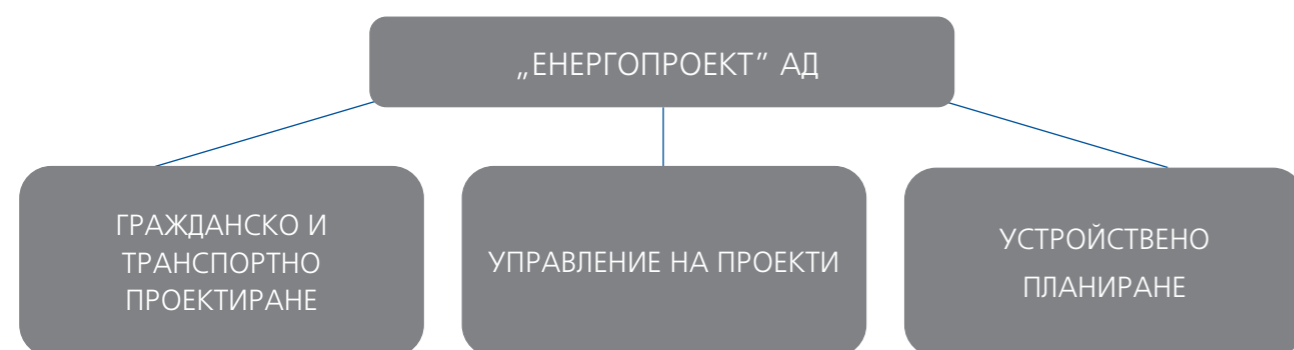 „ЕНЕРГОПРОЕКТ” АД
ГРАЖДАНСКО И
ТРАНСПОРТНО
ПРОЕКТИРАНЕ
УПРАВЛЕНИЕ НА ПРОЕКТИ
УСТРОЙСТВЕНО
ПЛАНИРАНЕ